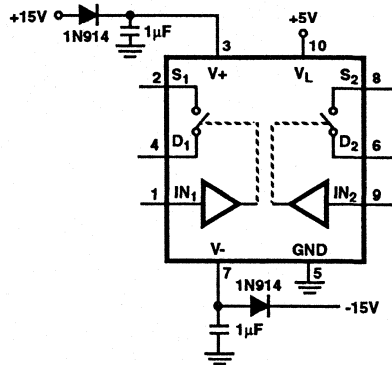 +15V
1N914
1μF
+5V
3
10
V+
VL
2
S1
S2
8
4
D1
D2
6
1
IN1
IN2
9
V-
GND
7
5
1N914
-15V
1μF